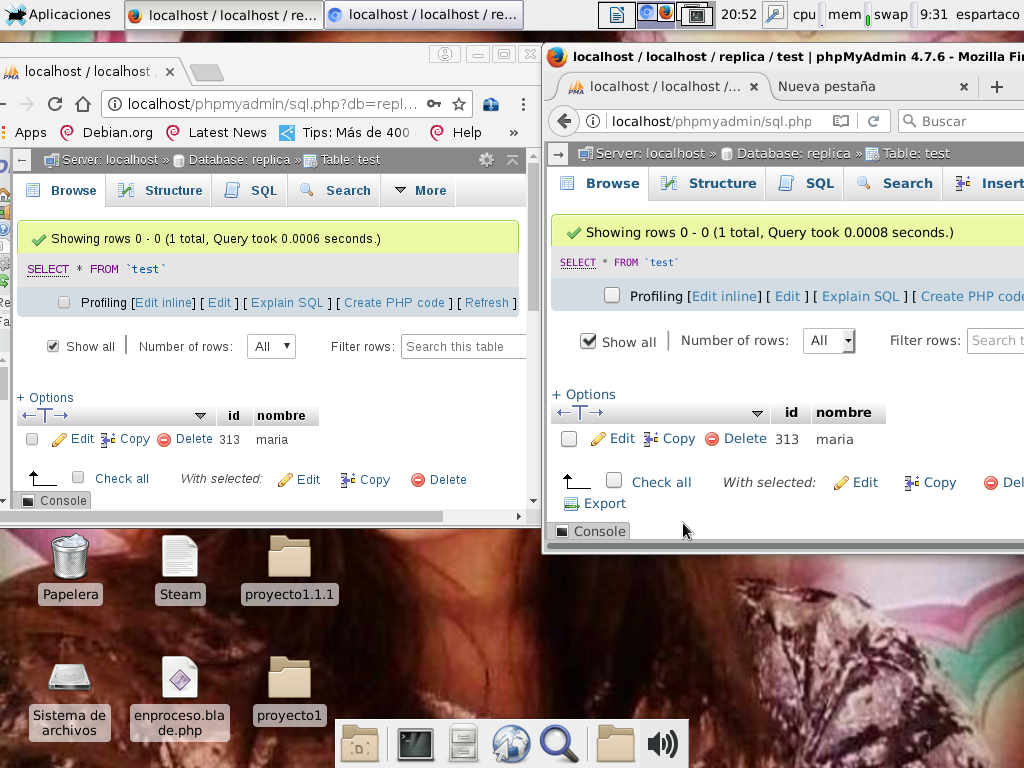 Aplicaciones
localhost / localhost / re...
localhost / localhost / re...
20:52
cpu
mem
swap
9:31
espartaco
PMA
localhost / localhost
localhost/phpmyadmin/sql.php?db=repl...
Apps
Debian.org
Latest News
Tips: Más de 400
Help
»
Server: localhost » Database: replica » Table: test
Browse
Structure
SQL
Search
More
Showing rows 0 - 0 (1 total, Query took 0.0006 seconds.)
SELECT * FROM `test`
Profiling [Edit inline] [ Edit ] [ Explain SQL ] [ Create PHP code ] [ Refresh ]
Show all
Number of rows:
All
Filter rows:
Search this table
+ Options
id
nombre
Edit
Copy
Delete
313
maria
Check all
With selected:
Edit
Copy
Delete
Console
localhost / localhost / replica / test | phpMyAdmin 4.7.6 - Mozilla Fi
PMA
localhost / localhost /...
Nueva pestaña
localhost/phpmyadmin/sql.php
Buscar
Server: localhost » Database: replica » Table: test
Browse
Structure
SQL
Search
Insert
Showing rows 0 - 0 (1 total, Query took 0.0008 seconds.)
SELECT * FROM `test`
Profiling [Edit inline] [ Edit ] [ Explain SQL ] [ Create PHP code
Show all
Number of rows:
All
Filter rows:
Search t
+ Options
id
nombre
Edit
Copy
Delete
313
maria
Check all
With selected:
Edit
Copy
Del
Export
Console
Papelera
Steam
proyecto1.1.1
Sistema de
archivos
enproceso.bla
de.php
proyecto1